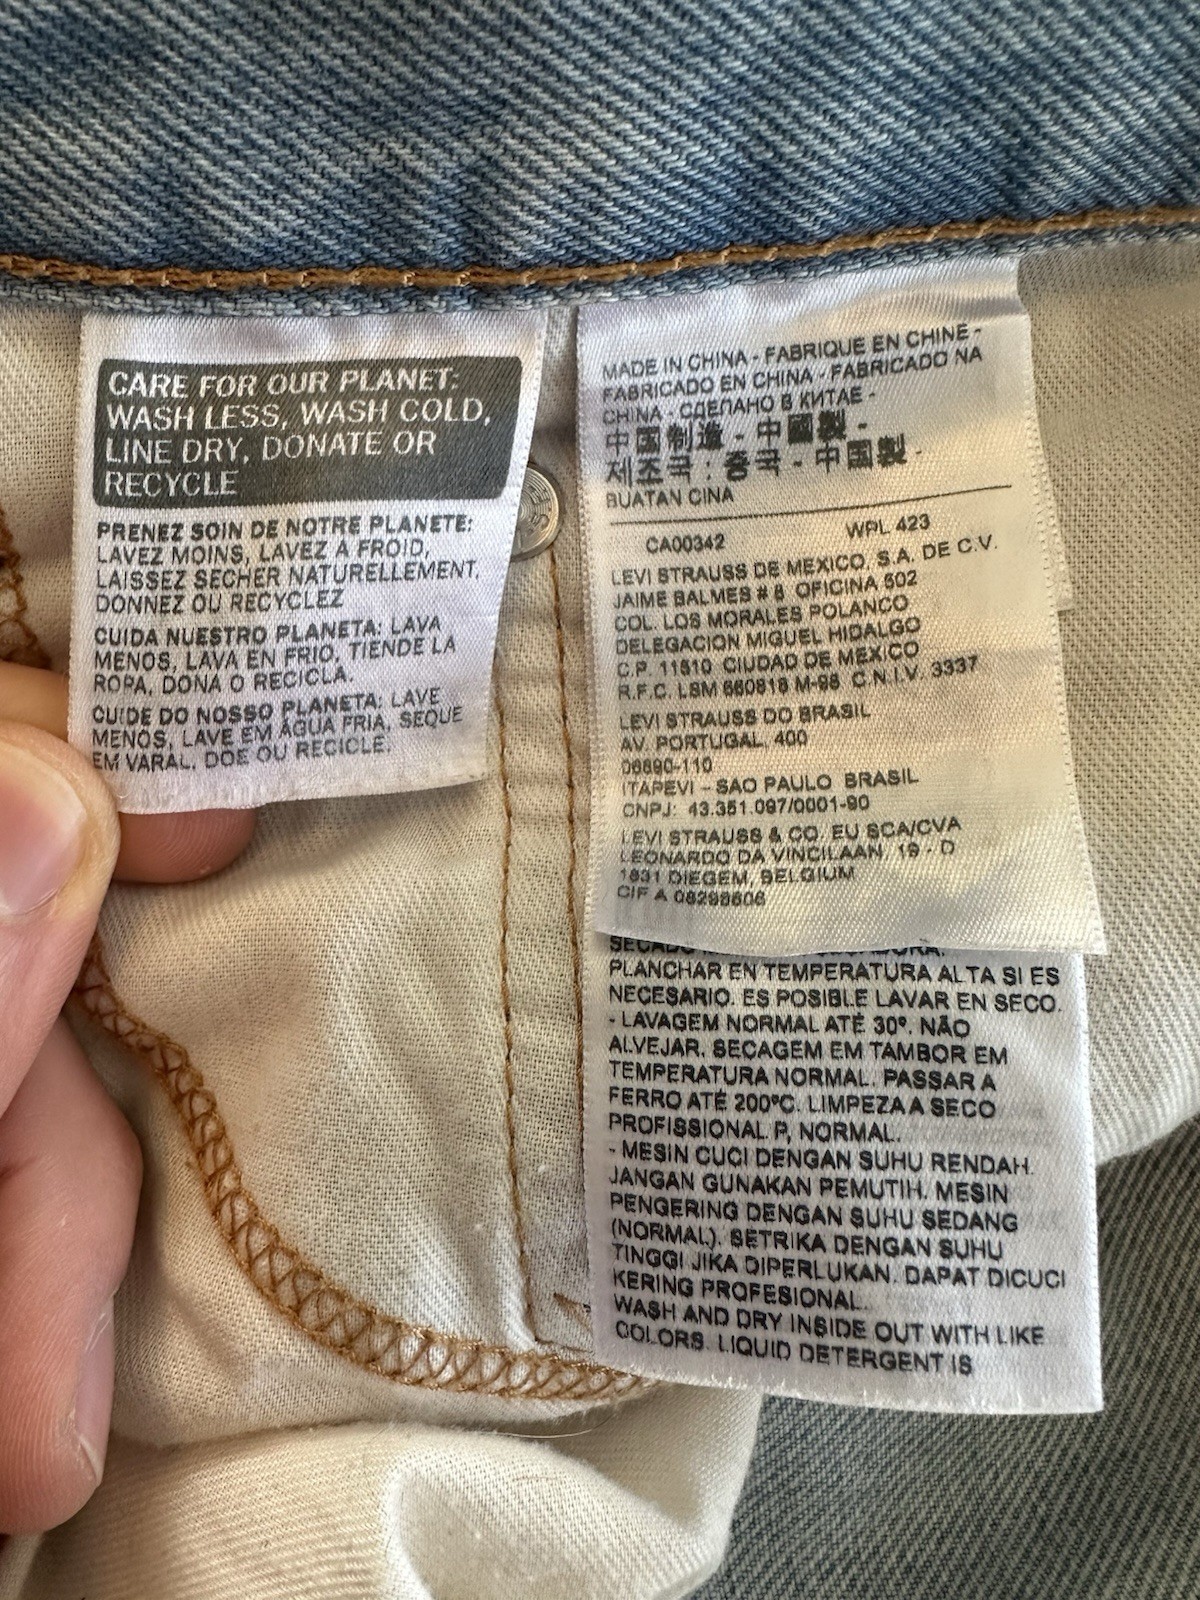 CARE FOR OUR PLANET:
WASH LESS, WASH COLD,
LINE DRY, DONATE OR
RECYCLE
PRENEZ SOIN DE NOTRE PLANETE:
LAVEZ MOINS, LAVEZ A FROID,
LAISSEZ SECHER NATURELLEMENT,
DONNEZ OU RECYCLEZ
CUIDA NUESTRO PLANETA: LAVA
MENOS, LAVA EN FRIO, TIENDE LA
ROPA, DONA O RECICLA.
CUIDE DO NOSSO PLANETA: LAVE
MENOS, LAVE EM ÁGUA FRIA, SEQUE
EM VARAL, DOE OU RECICLE.
MADE IN CHINA - FABRIQUE EN CHINE -
FABRICADO EN CHINA - FABRICADO NA
CHINA - СДЕЛАНО В КИТАЕ -
中国制造 - 中國製 -
제조국 : 중국 - 中国製 -
BUATAN CINA
CA00342 WPL 423
LEVI STRAUSS DE MEXICO, S.A. DE C.V.
JAIME BALMES # 8 OFICINA 602
COL. LOS MORALES POLANCO
DELEGACION MIGUEL HIDALGO
C.P. 11510 CIUDAD DE MEXICO
R.F.C. LSM 660818 M-98 C.N.I.V. 3337
LEVI STRAUSS DO BRASIL
AV. PORTUGAL, 400
06690-110
ITAPEVI – SAO PAULO BRASIL
CNPJ: 43.351.097/0001-90
LEVI STRAUSS & CO. EU SCA/CVA
LEONARDO DA VINCILAAN, 19 - D
1831 DIEGEM, BELGIUM
CIF A 08298606
SECADO
PLANCHAR EN TEMPERATURA ALTA SI ES
NECESARIO. ES POSIBLE LAVAR EN SECO.
- LAVAGEM NORMAL ATÉ 30º. NÃO
ALVEJAR. SECAGEM EM TAMBOR EM
TEMPERATURA NORMAL. PASSAR A
FERRO ATÉ 200ºC. LIMPEZA A SECO
PROFISSIONAL P, NORMAL.
- MESIN CUCI DENGAN SUHU RENDAH.
JANGAN GUNAKAN PEMUTIH. MESIN
PENGERING DENGAN SUHU SEDANG
(NORMAL). SETRIKA DENGAN SUHU
TINGGI JIKA DIPERLUKAN. DAPAT DICUCI
KERING PROFESIONAL.
WASH AND DRY INSIDE OUT WITH LIKE
COLORS. LIQUID DETERGENT IS